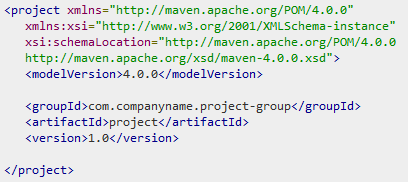 <project xmlns="http://maven.apache.org/POM/4.0.0"
xmlns:xsi="http://www.w3.org/2001/XMLSchema-instance"
xsi:schemaLocation="http://maven.apache.org/POM/4.0.0
http://maven.apache.org/xsd/maven-4.0.0.xsd">
<modelVersion>4.0.0</modelVersion>
<groupId>com.companyname.project-group</groupId>
<artifactId>project</artifactId>
<version>1.0</version>
</project>